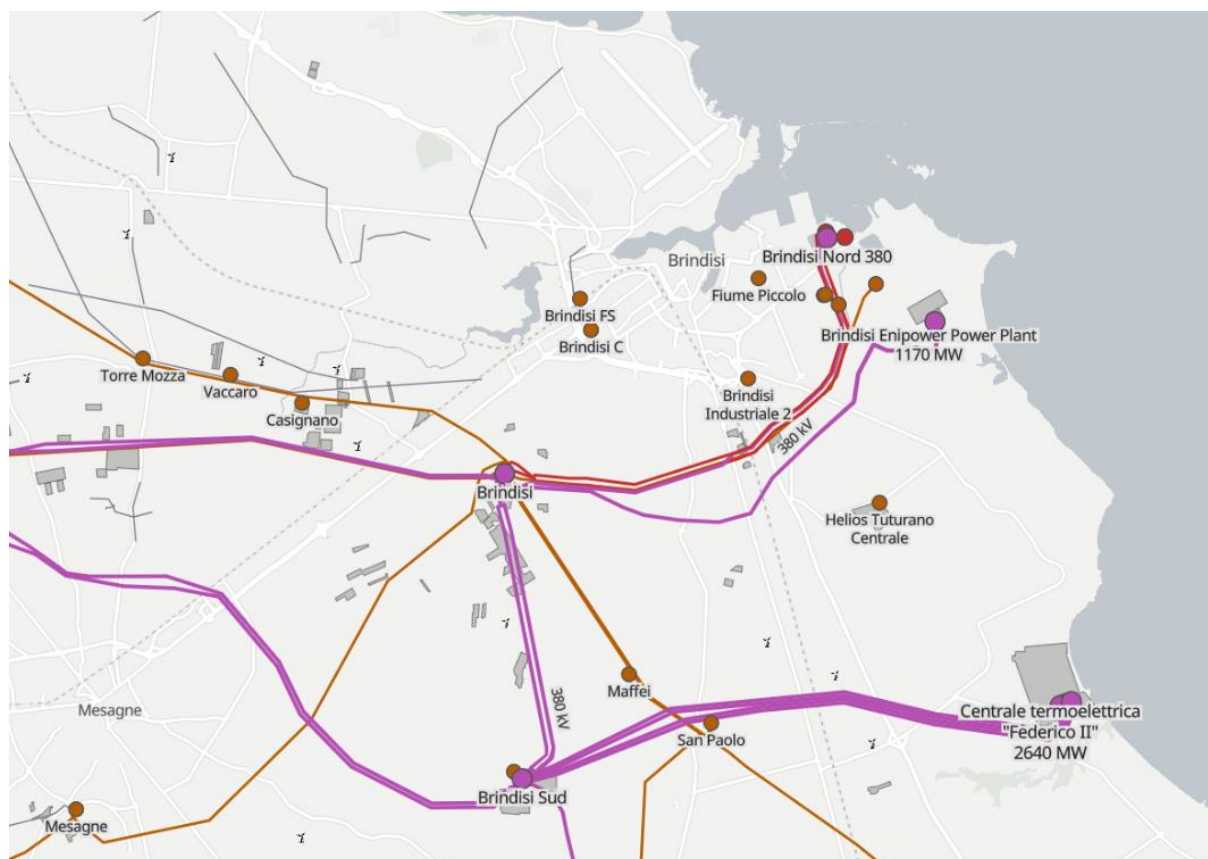 Brindisi
Brindisi Nord 380
Fiume Piccolo
Brindisi FS
Brindisi C
Brindisi Enipower Power Plant
1170 MW
Torre Mozza
Vaccaro
Casignano
Brindisi
Industriale 2
380 kV
Brindisi
Helios Tuturano
Centrale
Maffei
380 kV
Mesagne
San Paolo
Centrale termoelettrica
"Federico II"
2640 MW
Brindisi Sud
Mesagne